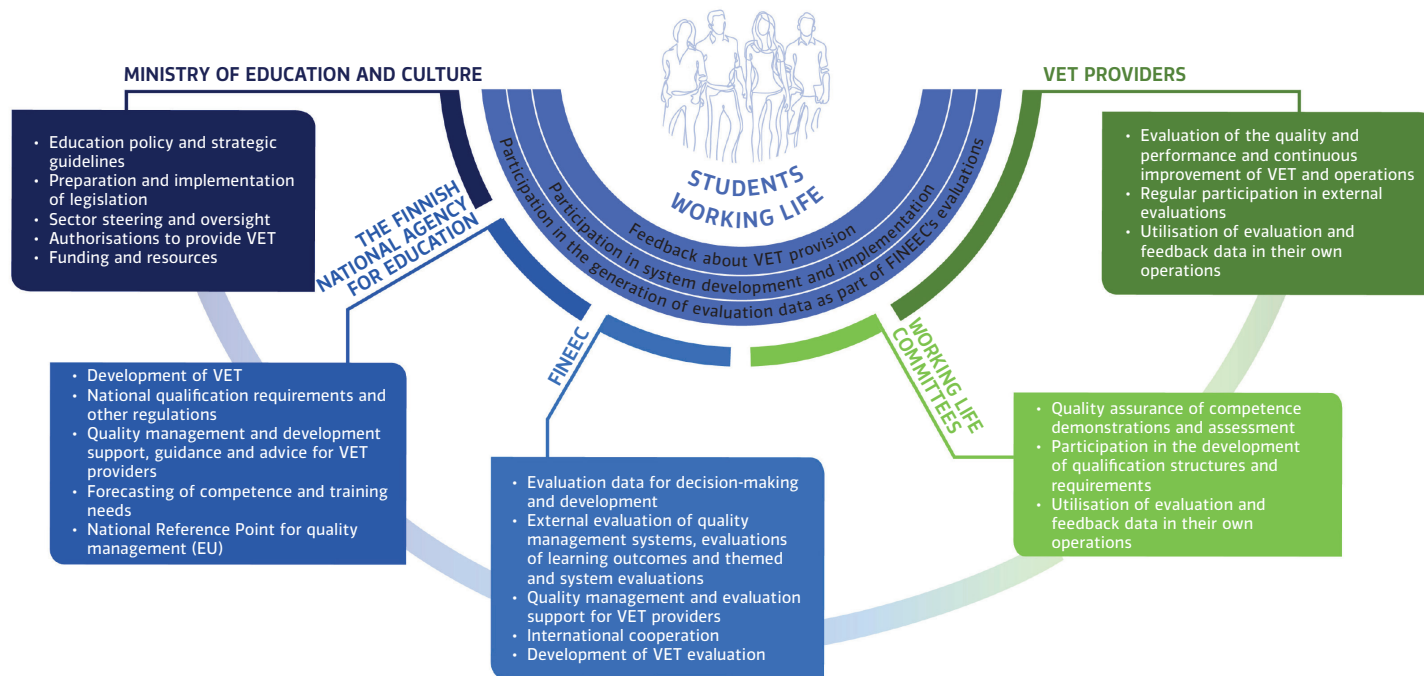 MINISTRY OF EDUCATION AND CULTURE
• Education policy and strategic
guidelines
• Preparation and implementation
of legislation
• Sector steering and oversight
• Authorisations to provide VET
• Funding and resources
THE FINNISH
NATIONAL AGENCY
FOR EDUCATION
• Development of VET
• National qualification requirements and
other regulations
• Quality management and development
support, guidance and advice for VET
providers
• Forecasting of competence and training
needs
• National Reference Point for quality
management (EU)
FINEEC
• Evaluation data for decision-making
and development
• External evaluation of quality
management systems, evaluations
of learning outcomes and themed
and system evaluations
• Quality management and evaluation
support for VET providers
• International cooperation
• Development of VET evaluation
STUDENTS
WORKING LIFE
Feedback about VET provision
Participation in system development and implementation
Participation in the generation of evaluation data as part of FINEEC's evaluations
WORKING LIFE
COMMITTEES
• Quality assurance of competence
demonstrations and assessment
• Participation in the development
of qualification structures and
requirements
• Utilisation of evaluation and
feedback data in their own
operations
VET PROVIDERS
• Evaluation of the quality and
performance and continuous
improvement of VET and operations
• Regular participation in external
evaluations
• Utilisation of evaluation and
feedback data in their own
operations